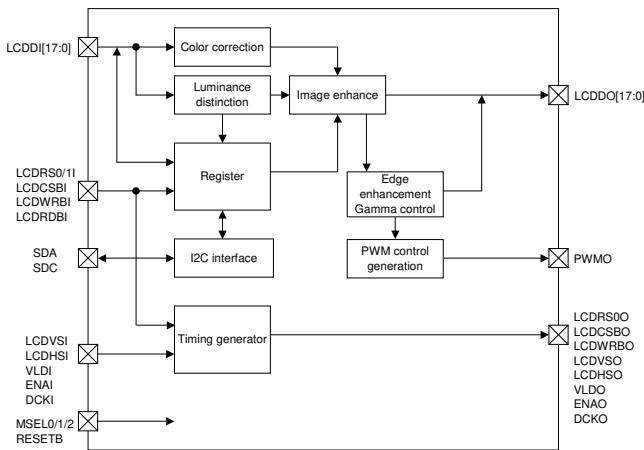 LCDDI[17:0]
Color correction
Luminance
distinction
Image enhance
LCDDO[17:0]
LCDRS0/1I
LCDCSBI
LCDWRBI
LCDRDBI
Register
Edge
enhancement
Gamma control
SDA
SDC
I2C interface
PWM control
generation
PWMO
LCDVSI
LCDHSI
VLDI
ENAI
DCKI
Timing generator
LCDRS0O
LCDCSBO
LCDWRBO
LCDVSO
LCDHSO
VLDO
ENAO
DCKO
MSEL0/1/2
RESETB